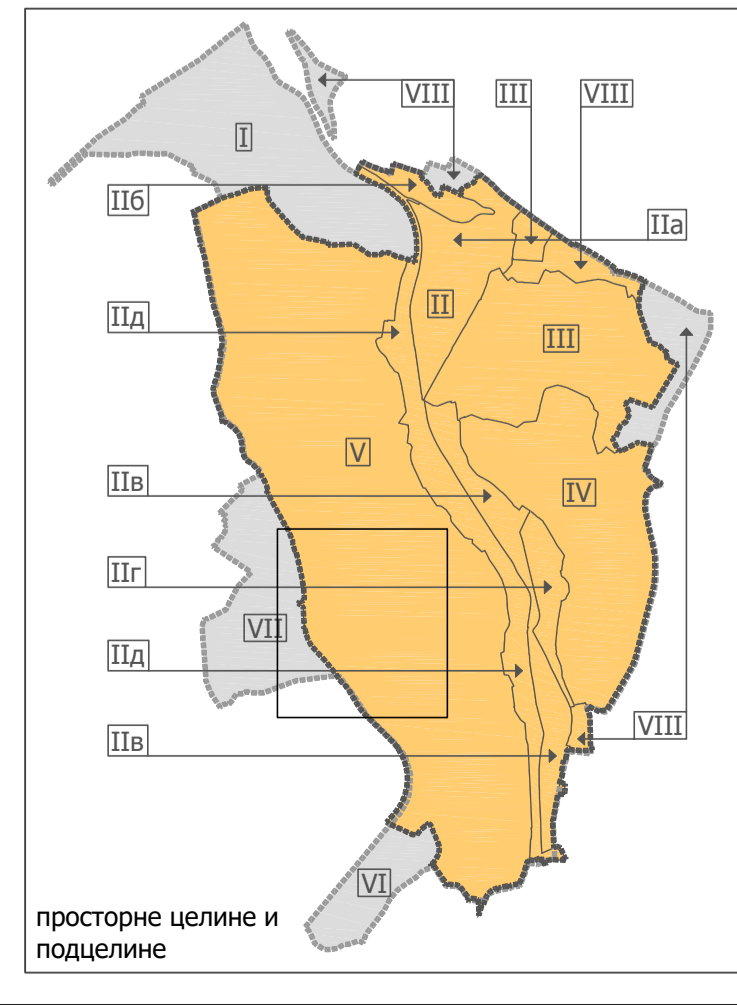 VIII
III
VIII
I
IIб
IIа
II
IIд
III
V
IIв
IV
IIг
VII
IIд
VIII
IIв
VI
просторне целине и
подцелине